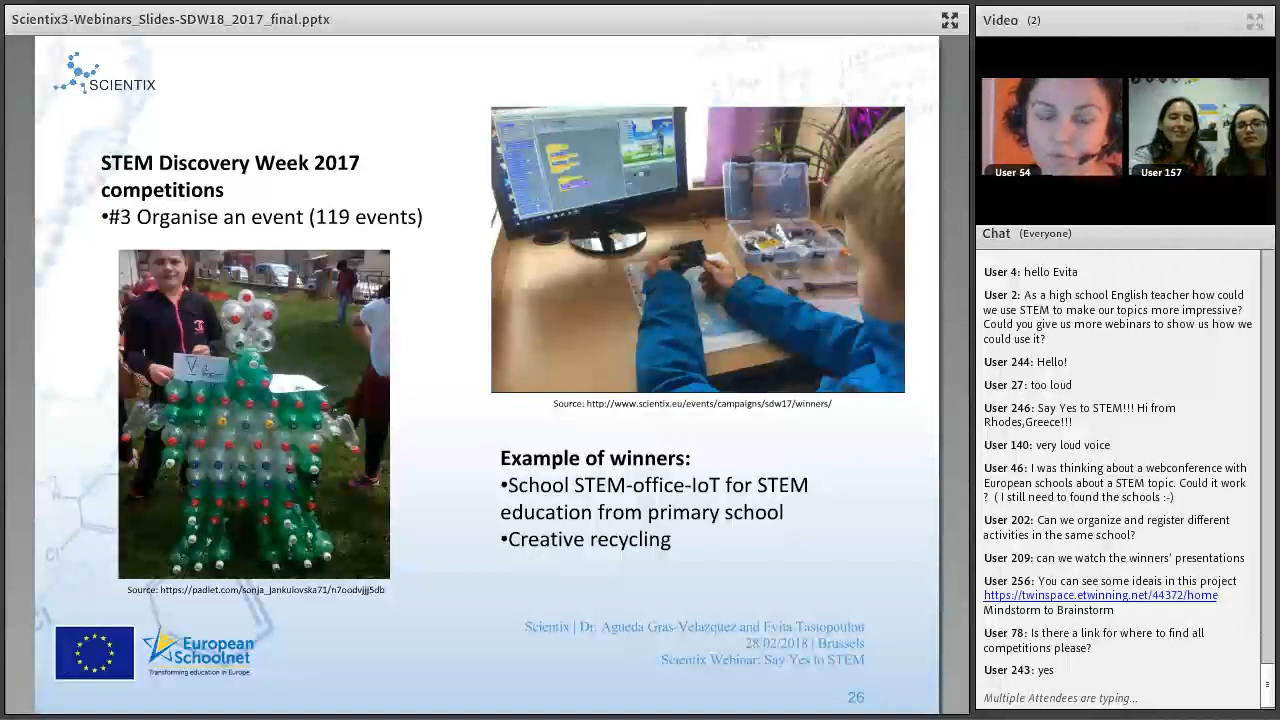 Scientix3-Webinars_Slides-SDW18_2017_final.pptx
SCIENTIX
STEM Discovery Week 2017
competitions
•#3 Organise an event (119 events)
Source: https://padlet.com/sonja_jankulovska71/n7oodvjjj5db
Source: http://www.scientix.eu/events/campaigns/sdw17/winners/
Example of winners:
•School STEM-office-IoT for STEM
education from primary school
•Creative recycling
European
Schoolnet
Transforming education in Europe
Scientix | Dr. Agueda Gras-Velazquez and Evita Tasiopoulou
28/02/2018 | Brussels
Scientix Webinar: Say Yes to STEM
26
Video (2)
User 54
User 157
Chat (Everyone)
User 4: hello Evita
User 2: As a high school English teacher how could
we use STEM to make our topics more impressive?
Could you give us more webinars to show us how we
could use it?
User 244: Hello!
User 27: too loud
User 246: Say Yes to STEM!!! Hi from
Rhodes,Greece!!!
User 140: very loud voice
User 46: I was thinking about a webconference with
European schools about a STEM topic. Could it work
? ( I still need to found the schools :-)
User 202: Can we organize and register different
activities in the same school?
User 209: can we watch the winners' presentations
User 256: You can see some ideais in this project
https://twinspace.etwinning.net/44372/home
Mindstorm to Brainstorm
User 78: Is there a link for where to find all
competitions please?
User 243: yes
Multiple Attendees are typing...